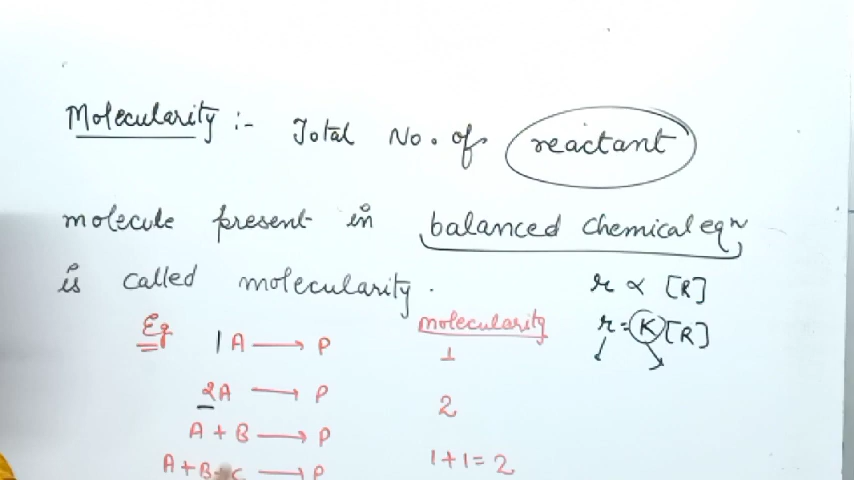 Molecularity :- Total No. of reactant
molecule present in balanced chemical eqn
is called molecularity.
r ∝ [R]
r = K[R]
Eg
molecularity
1 A → P
1
2A → P
2
A + B → P
1+1= 2
A + B + C → P